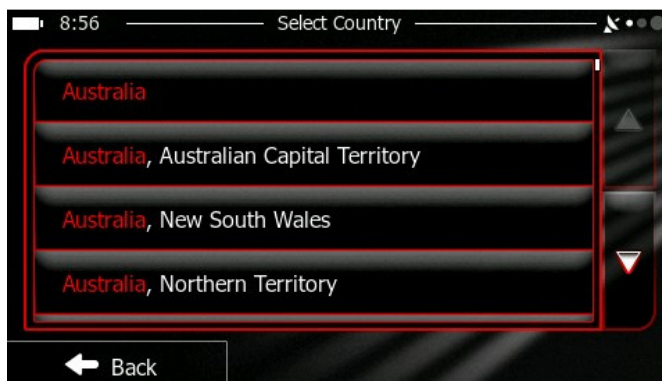 8:56 Select Country
Australia
Australia, Australian Capital Territory
Australia, New South Wales
Australia, Northern Territory
Back